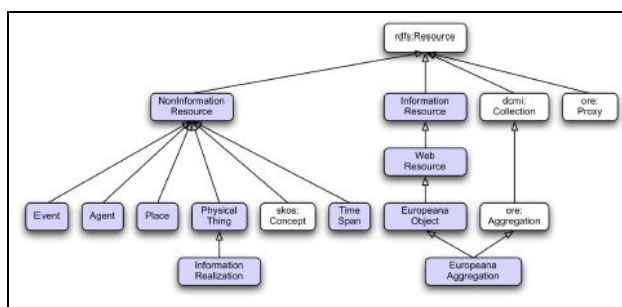 rdfs:Resource
NonInformation
Resource
Information
Resource
dcmi:
Collection
ore:
Proxy
Web
Resource
Event
Agent
Place
Physical
Thing
skos:
Concept
Time
Span
Europeana
Object
ore:
Aggregation
Information
Realization
Europeana
Aggregation